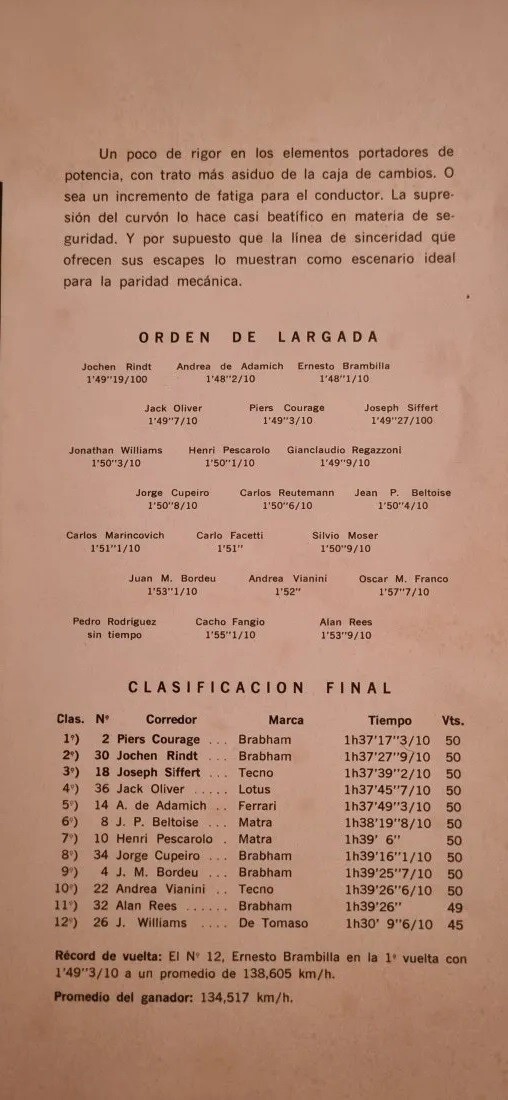 Un poco de rigor en los elementos portadores de
potencia, con trato más asiduo de la caja de cambios. O
sea un incremento de fatiga para el conductor. La supre-
sión del curvón lo hace casi beatífico en materia de se-
guridad. Y por supuesto que la línea de sinceridad que
ofrecen sus escapes lo muestran como escenario ideal
para la paridad mecánica.
ORDEN DE LARGADA
Jochen Rindt Andrea de Adamich Ernesto Brambilla
1'49''19/100 1'48''2/10 1'48''1/10
Jack Oliver Piers Courage Joseph Siffert
1'49''7/10 1'49''3/10 1'49''27/100
Jonathan Williams Henri Pescarolo Gianclaudio Regazzoni
1'50''3/10 1'50''1/10 1'49''9/10
Jorge Cupeiro Carlos Reutemann Jean P. Beltoise
1'50''8/10 1'50''6/10 1'50''4/10
Carlos Marincovich Carlo Facetti Silvio Moser
1'51''1/10 1'51'' 1'50''9/10
Juan M. Bordeu Andrea Vianini Oscar M. Franco
1'53''1/10 1'52'' 1'57''7/10
Pedro Rodríguez Cacho Fangio Alan Rees
sin tiempo 1'55''1/10 1'53''9/10
CLASIFICACION FINAL
Clas. Nº Corredor Marca Tiempo Vts.
1º) 2 Piers Courage ... Brabham 1h37'17''3/10 50
2º) 30 Jochen Rindt ... Brabham 1h37'27''9/10 50
3º) 18 Joseph Siffert ... Tecno 1h37'39''2/10 50
4º) 36 Jack Oliver ..... Lotus 1h37'45''7/10 50
5º) 14 A. de Adamich .. Ferrari 1h37'49''3/10 50
6º) 8 J. P. Beltoise ... Matra 1h38'19''8/10 50
7º) 10 Henri Pescarolo . Matra 1h39' 6'' 50
8º) 34 Jorge Cupeiro ... Brabham 1h39'16''1/10 50
9º) 4 J. M. Bordeu ... Brabham 1h39'25''7/10 50
10º) 22 Andrea Vianini .. Tecno 1h39'26''6/10 50
11º) 32 Alan Rees ...... Brabham 1h39'26'' 49
12º) 26 J. Williams .... De Tomaso 1h30' 9''6/10 45
Récord de vuelta: El Nº 12, Ernesto Brambilla en la 1º vuelta con
1'49''3/10 a un promedio de 138,605 km/h.
Promedio del ganador: 134,517 km/h.